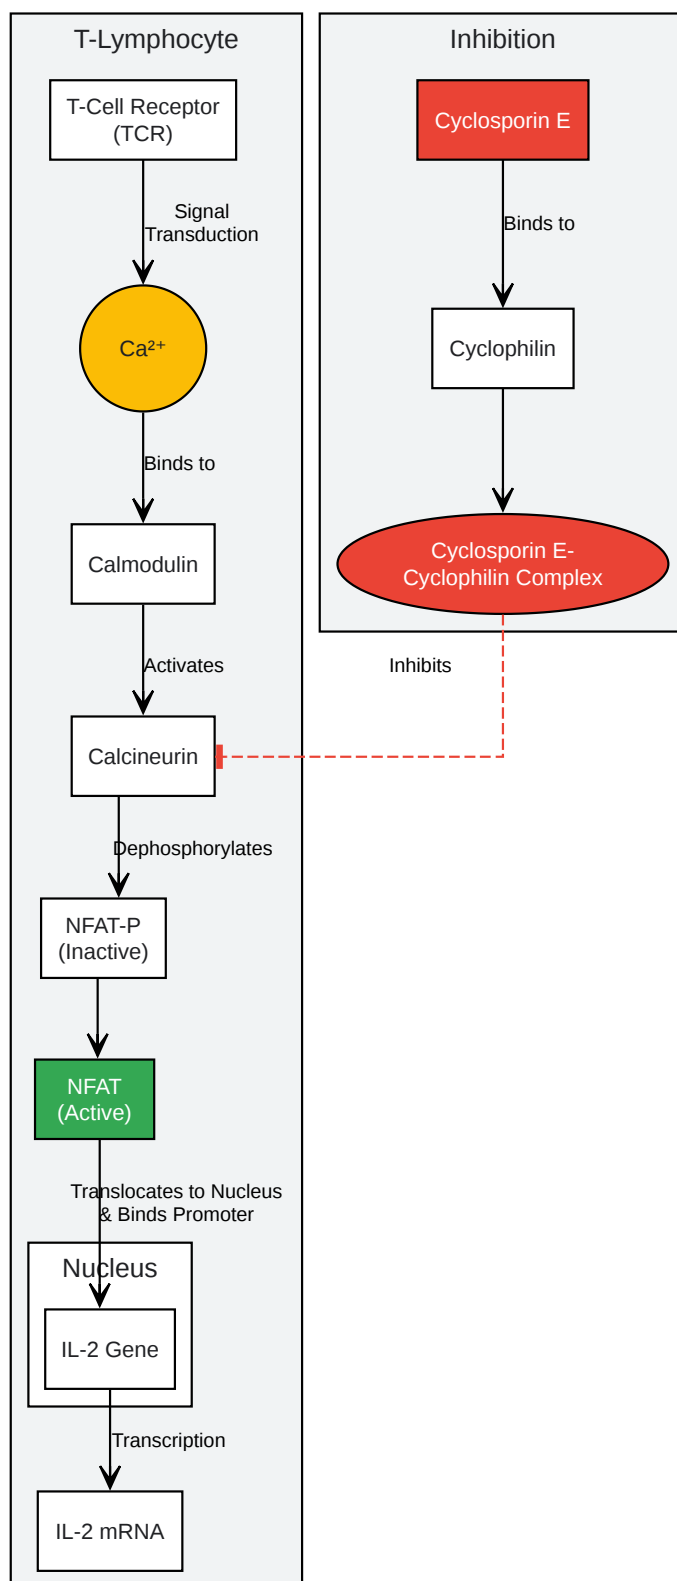 T-Lymphocyte
T-Cell Receptor
(TCR)
Signal
Transduction
Ca²⁺
Binds to
Calmodulin
Activates
Calcineurin
Dephosphorylates
NFAT-P
(Inactive)
NFAT
(Active)
Translocates to Nucleus
& Binds Promoter
Nucleus
IL-2 Gene
Transcription
IL-2 mRNA
Inhibition
Cyclosporin E
Binds to
Cyclophilin
Cyclosporin E-
Cyclophilin Complex
Inhibits